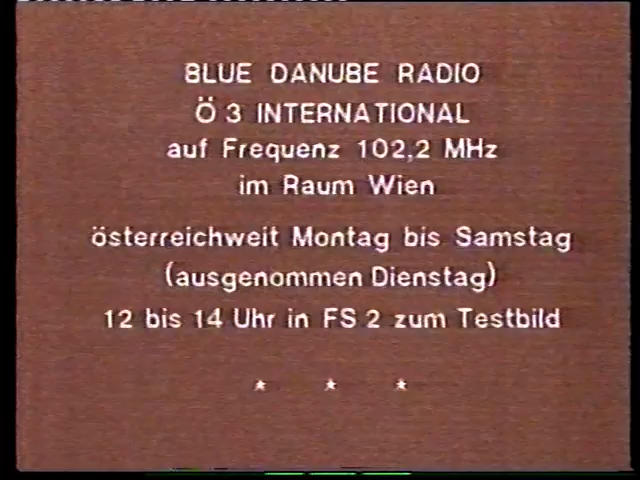 BLUE DANUBE RADIO
Ö 3 INTERNATIONAL
auf Frequenz 102,2 MHz
im Raum Wien
österreichweit Montag bis Samstag
(ausgenommen Dienstag)
12 bis 14 Uhr in FS 2 zum Testbild
* * *